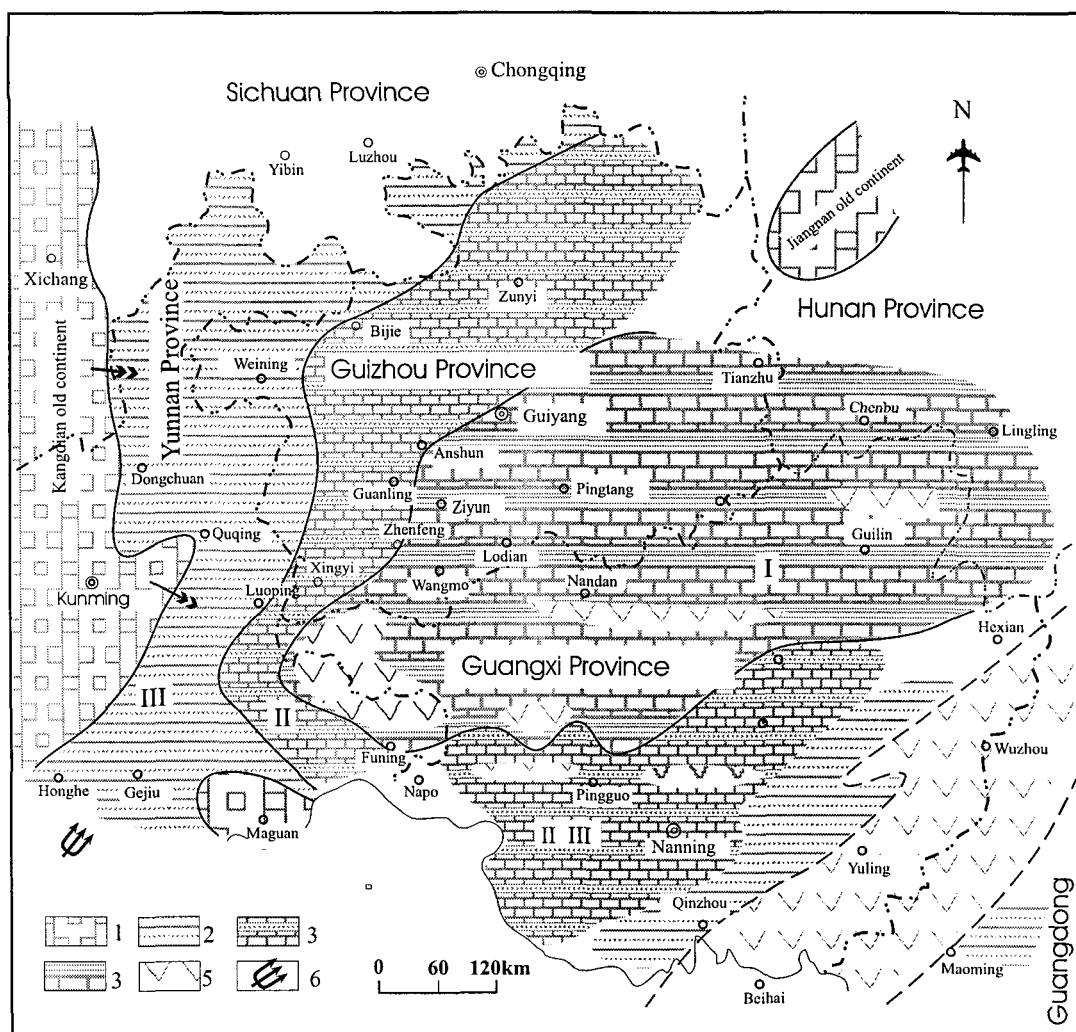 Chongqing
Sichuan Province
N
Yibin
Luzhou
Jiangnan old continent
Xichang
Zunyi
Hunan Province
Kangdian old continent
Yunnan Province
Bijie
Weining
Guizhou Province
Tianzhu
Guiyang
Chenbu
Lingling
Anshun
Dongchuan
Guanling
Ziyun
Pingtang
Quqing
Zhenfeng
Lodian
Guilin
Kunming
Xingyi
Wangmo
Nandan
I
Luoping
Hexian
Guangxi Province
III
II
Funing
Wuzhou
Honghe
Gejiu
Napo
Pingguo
Maguan
II III
Nanning
Yuling
Qinzhou
1
2
3
3
5
6
0 60 120km
Maoming
Beihai
Guangdong